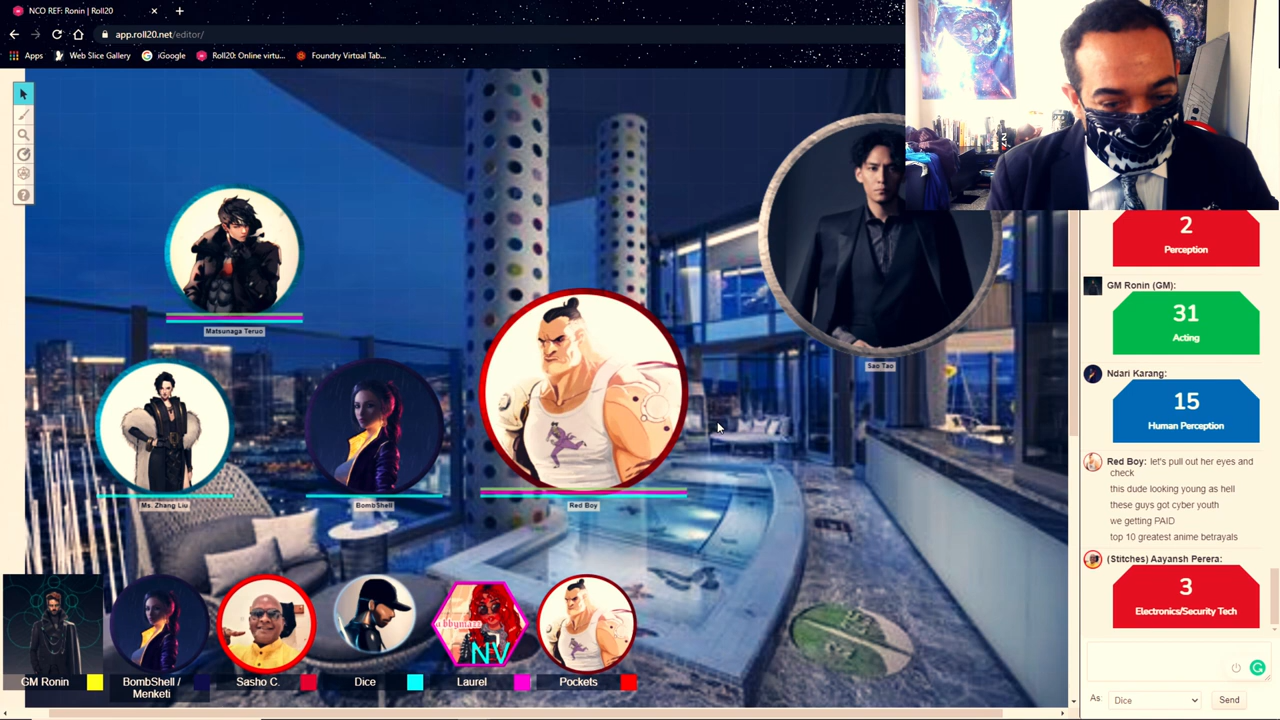 NCO REF: Ronin | Roll20
app.roll20.net/editor/
Apps
Web Slice Gallery
iGoogle
Roll20: Online virtu...
Foundry Virtual Tab...
Matsunaga Teruo
Ms. Zhang Liu
BombShell
Red Boy
Sao Tao
2
Perception
GM Ronin (GM):
31
Acting
Ndari Karang:
15
Human Perception
Red Boy: let's pull out her eyes and
check
this dude looking young as hell
these guys got cyber youth
we getting PAID
top 10 greatest anime betrayals
(Stitches) Aayansh Perera:
3
Electronics/Security Tech
As:
Dice
Send
NV
GM Ronin
BombShell /
Menketi
Sasho C.
Dice
Laurel
Pockets